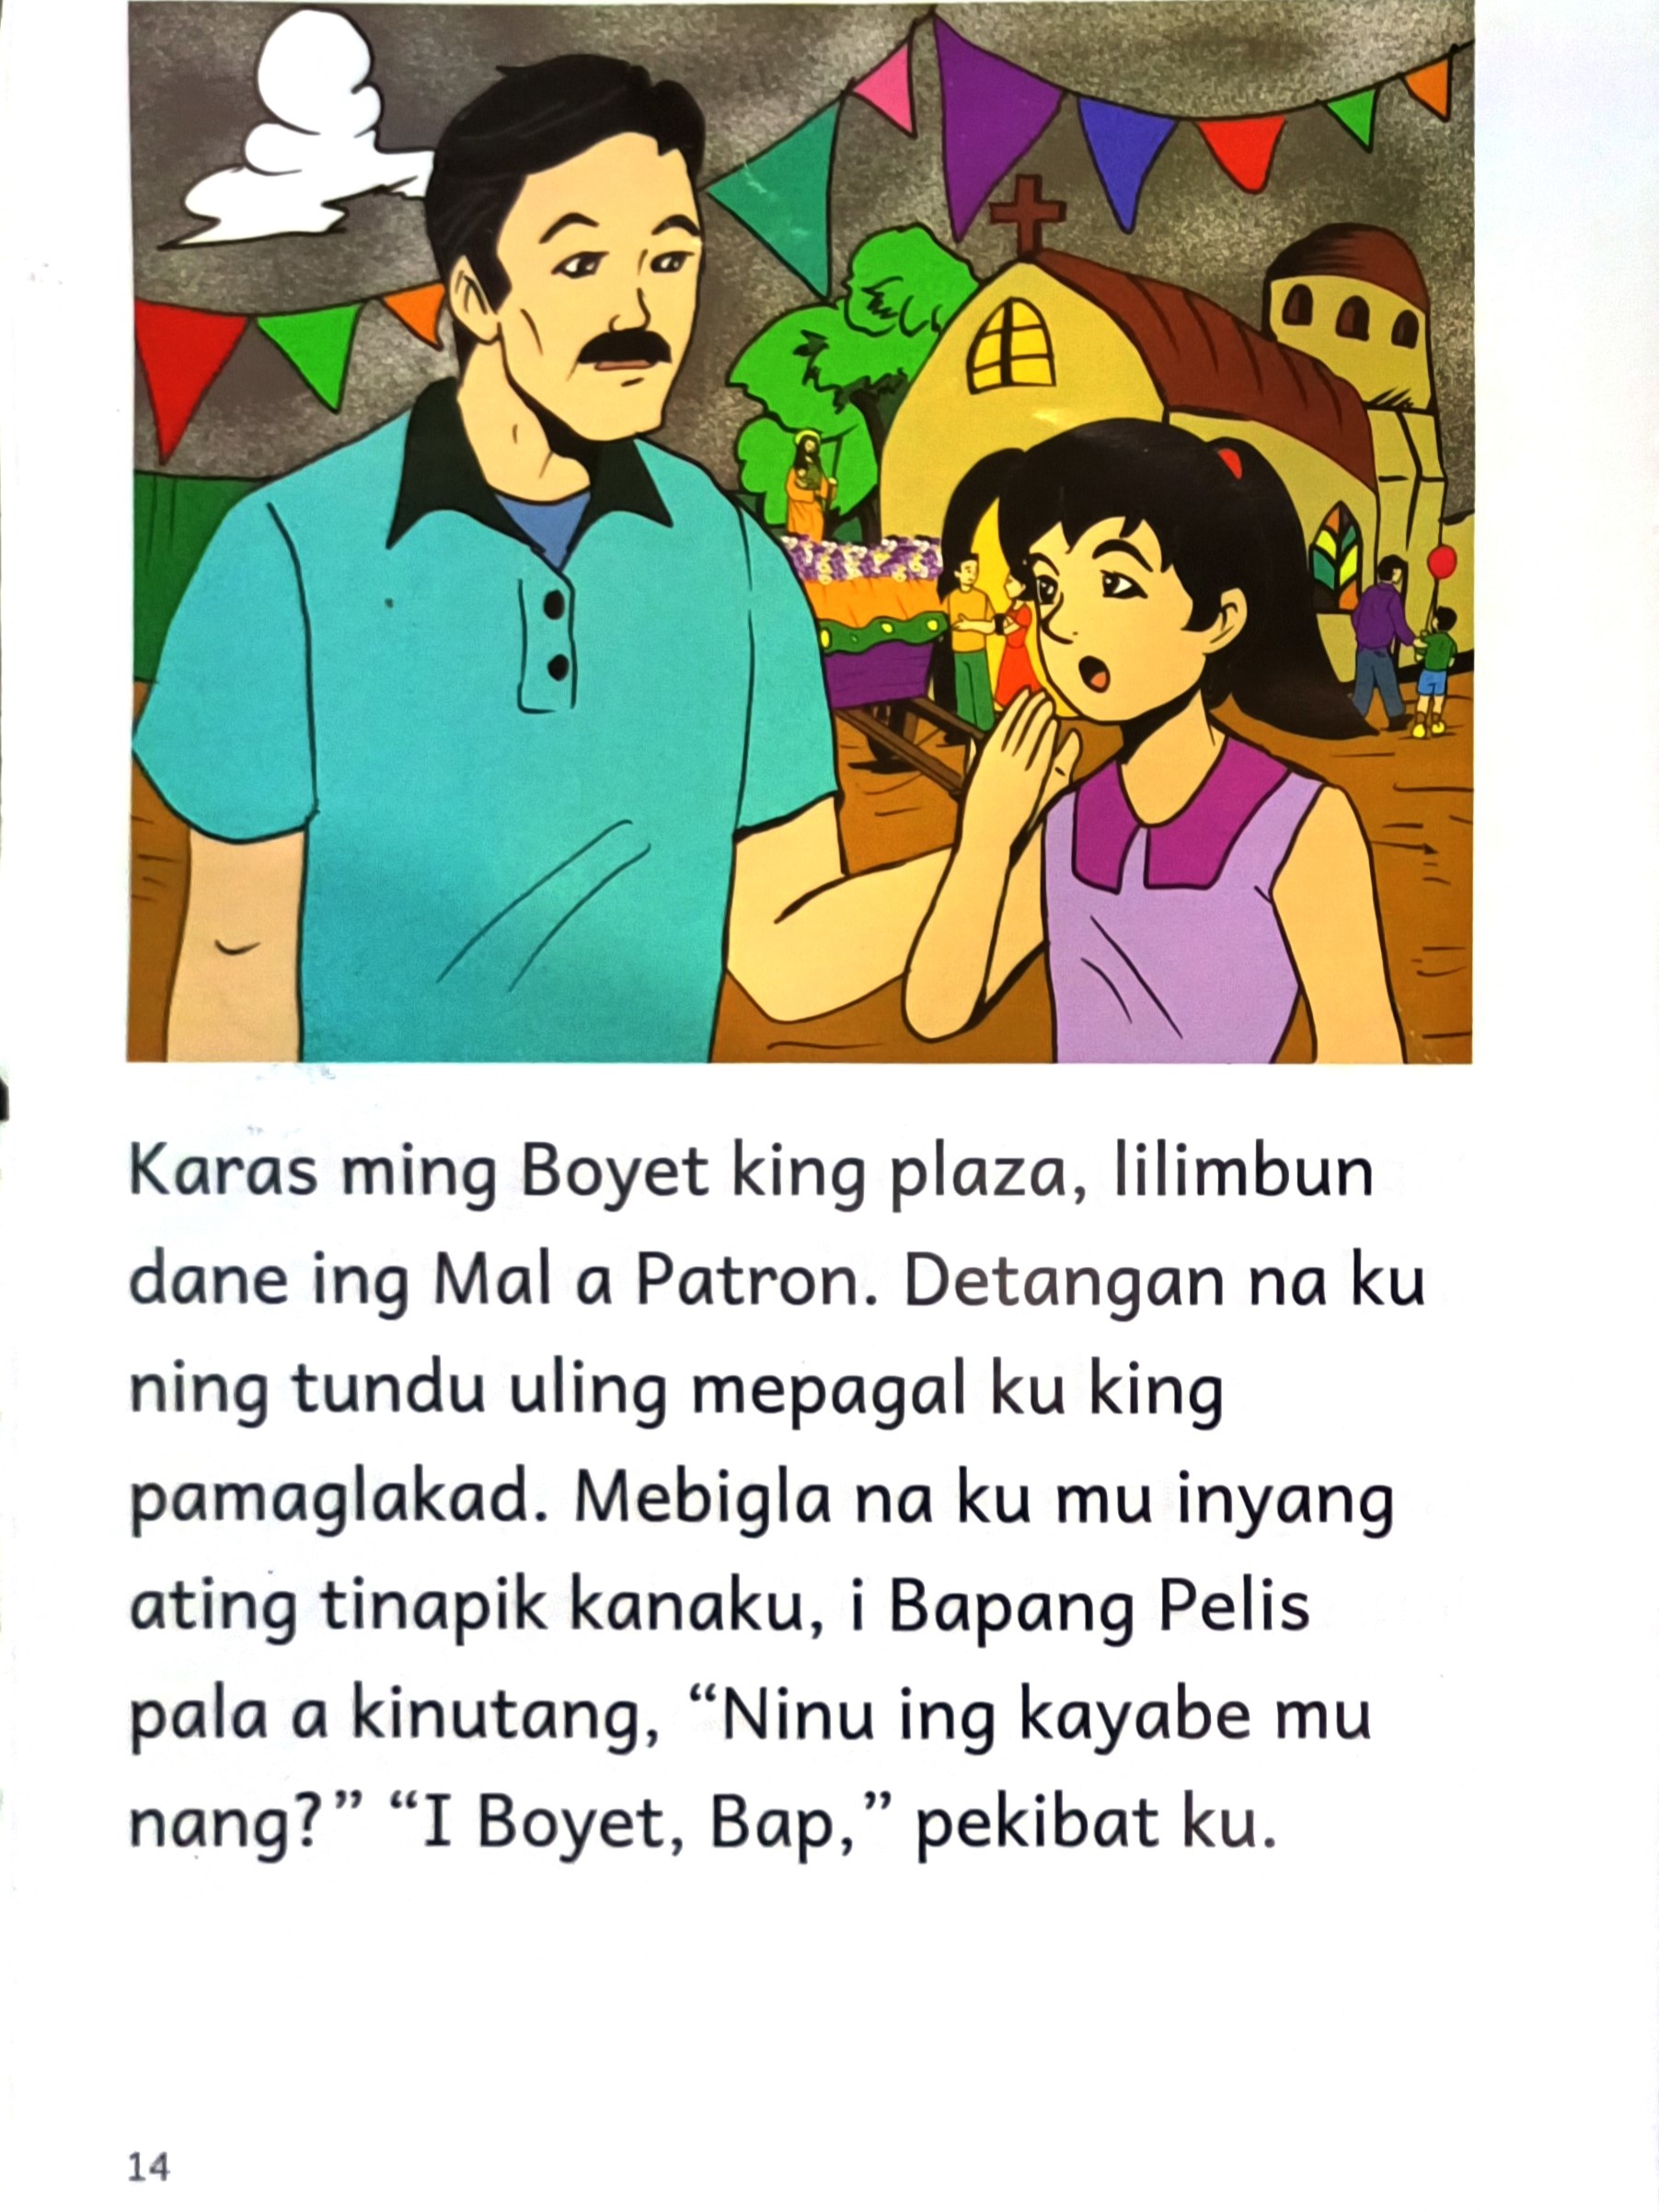 Karas ming Boyet king plaza, lilimbun
dane ing Mal a Patron. Detangan na ku
ning tundu uling mepagal ku king
pamaglakad. Mebigla na ku mu inyang
ating tinapik kanaku, i Bapang Pelis
pala a kinutang, “Ninu ing kayabe mu
nang?” “I Boyet, Bap,” pekibat ku.
14